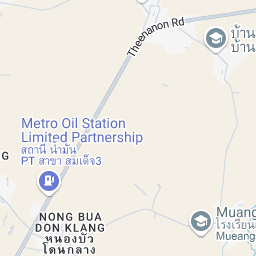 Theenanon Rd
บ้าน
บ้าน
Metro Oil Station
Limited Partnership
สถานี น้ำมัน
PT สาขา สมเด็จ3
G
NONG BUA
DON KLANG
หนองบัว
โดนกลาง
Muang
โรงเรียน
Mueang